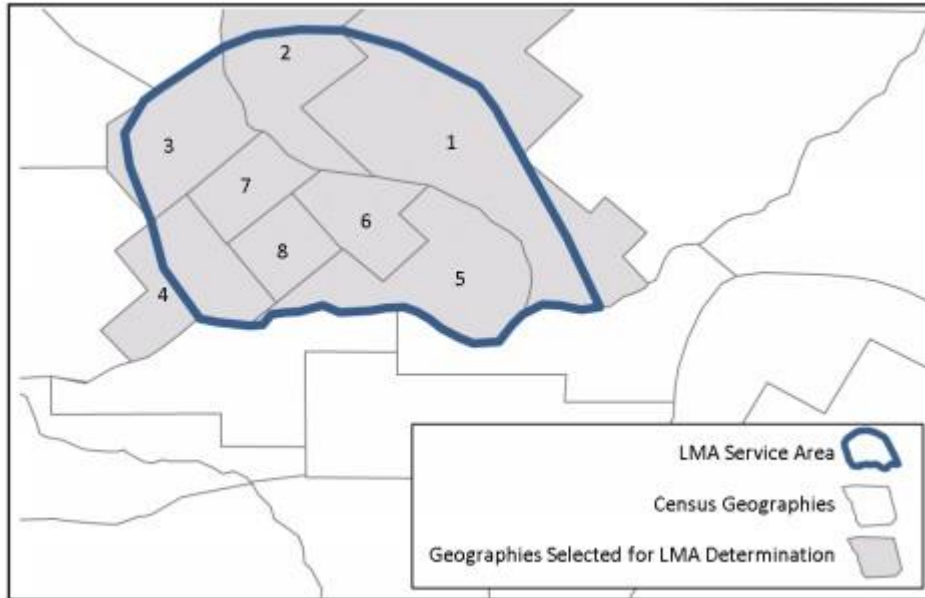 2
3
1
7
6
8
5
4
LMA Service Area
Census Geographies
Geographies Selected for LMA Determination